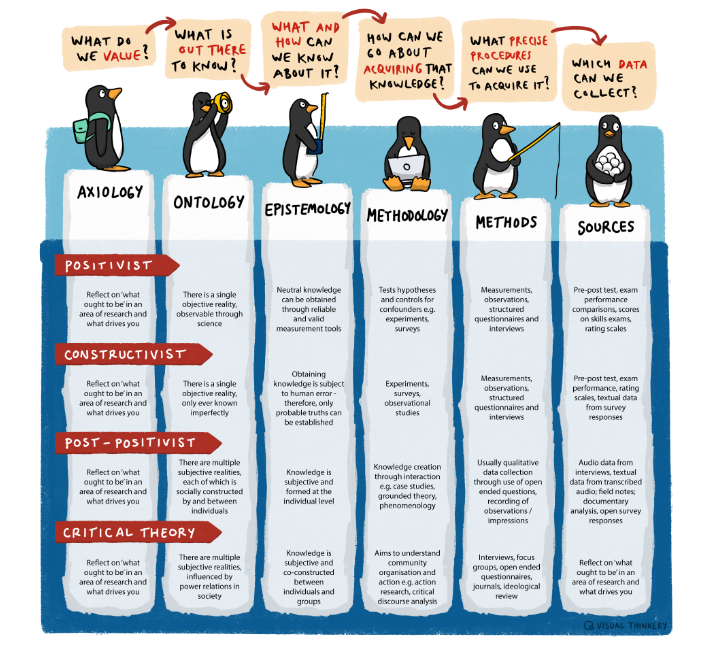 WHAT DO
WE VALUE?
WHAT IS
OUT THERE
TO KNOW?
WHAT AND
HOW CAN
WE KNOW
ABOUT IT?
HOW CAN WE
GO ABOUT
ACQUIRING THAT
KNOWLEDGE?
WHAT PRECISE
PROCEDURES
CAN WE USE
TO ACQUIRE IT?
WHICH DATA
CAN WE
COLLECT?
AXIOLOGY
ONTOLOGY
EPISTEMOLOGY
METHODOLOGY
METHODS
SOURCES
POSITIVIST
Reflect on 'what
ought to be' in an
area of research and
what drives you
There is a single
objective reality,
observable through
science
Neutral knowledge
can be obtained
through reliable
and valid
measurement tools
Tests hypotheses
and controls for
confounders e.g.
experiments,
surveys
Measurements,
observations,
structured
questionnaires and
interviews
Pre-post test, exam
performance
comparisons, scores
on skills exams,
rating scales
CONSTRUCTIVIST
Reflect on 'what
ought to be' in an
area of research and
what drives you
There is a single
objective reality,
only ever known
imperfectly
Obtaining
knowledge is subject
to human error -
therefore, only
probable truths can
be established
Experiments,
surveys,
observational
studies
Measurements,
observations,
structured
questionnaires and
interviews
Pre-post test, exam
performance, rating
scales, textual data
from survey
responses
POST-POSITIVIST
Reflect on 'what
ought to be' in an
area of research and
what drives you
There are multiple
subjective realities,
each of which is
socially constructed
by and between
individuals
Knowledge is
subjective and
formed at the
individual level
Knowledge creation
through interaction
e.g. case studies,
grounded theory,
phenomenology
Usually qualitative
data collection
through use of open
ended questions,
recording of
observations /
impressions
Audio data from
interviews, textual
data from transcribed
audio; field notes;
documentary
analysis, open survey
responses
CRITICAL THEORY
Reflect on 'what
ought to be' in an
area of research and
what drives you
There are multiple
subjective realities,
influenced by
power relations in
society
Knowledge is
subjective and
co-constructed
between
individuals and
groups
Aims to understand
community
organisation and
action e.g. action
research, critical
discourse analysis
Interviews, focus
groups, open ended
questionnaires,
journals, ideological
review
Reflect on 'what
ought to be' in an
area of research and
what drives you
VISUAL THINKERY